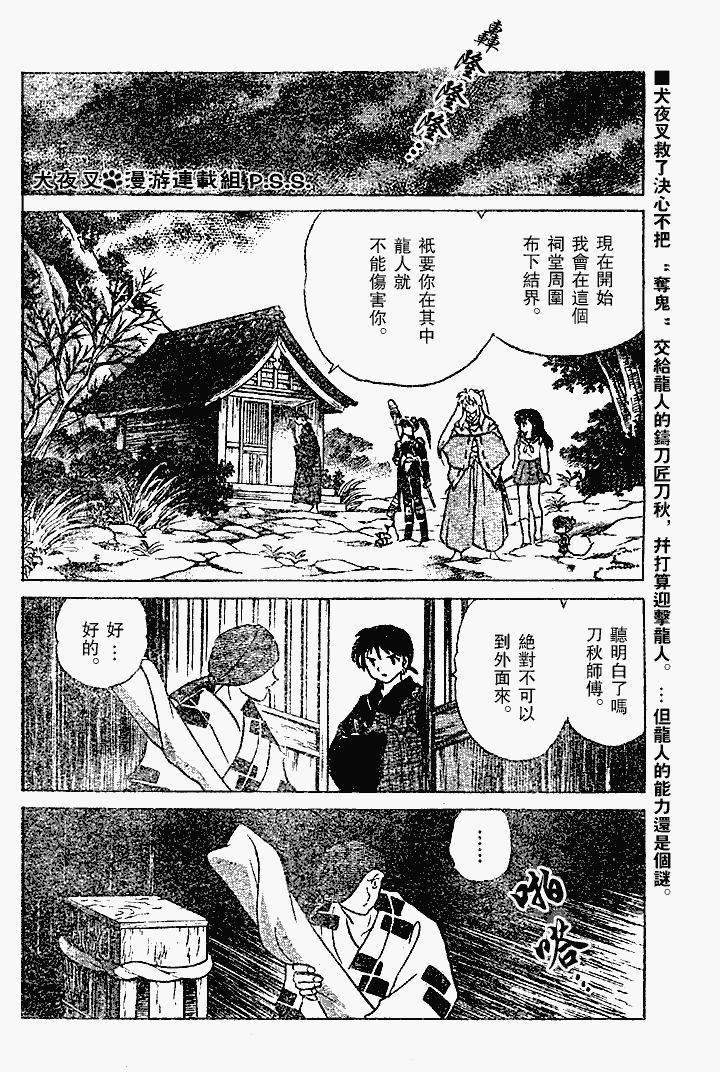 ■犬夜叉救了決心不把“奪鬼”交給龍人的鑄刀匠刀秋，幷打算迎擊龍人。…但龍人的能力還是個謎。
轟隆隆隆…
犬夜叉 漫游連載組P.S.S.
現在開始
我會在這個
祠堂周圍
布下結界。
衹要你在其中
龍人就
不能傷害你。
聽明白了嗎
刀秋師傅。
絕對不可以
到外面來。
好…
好的。
……
啪嗒…